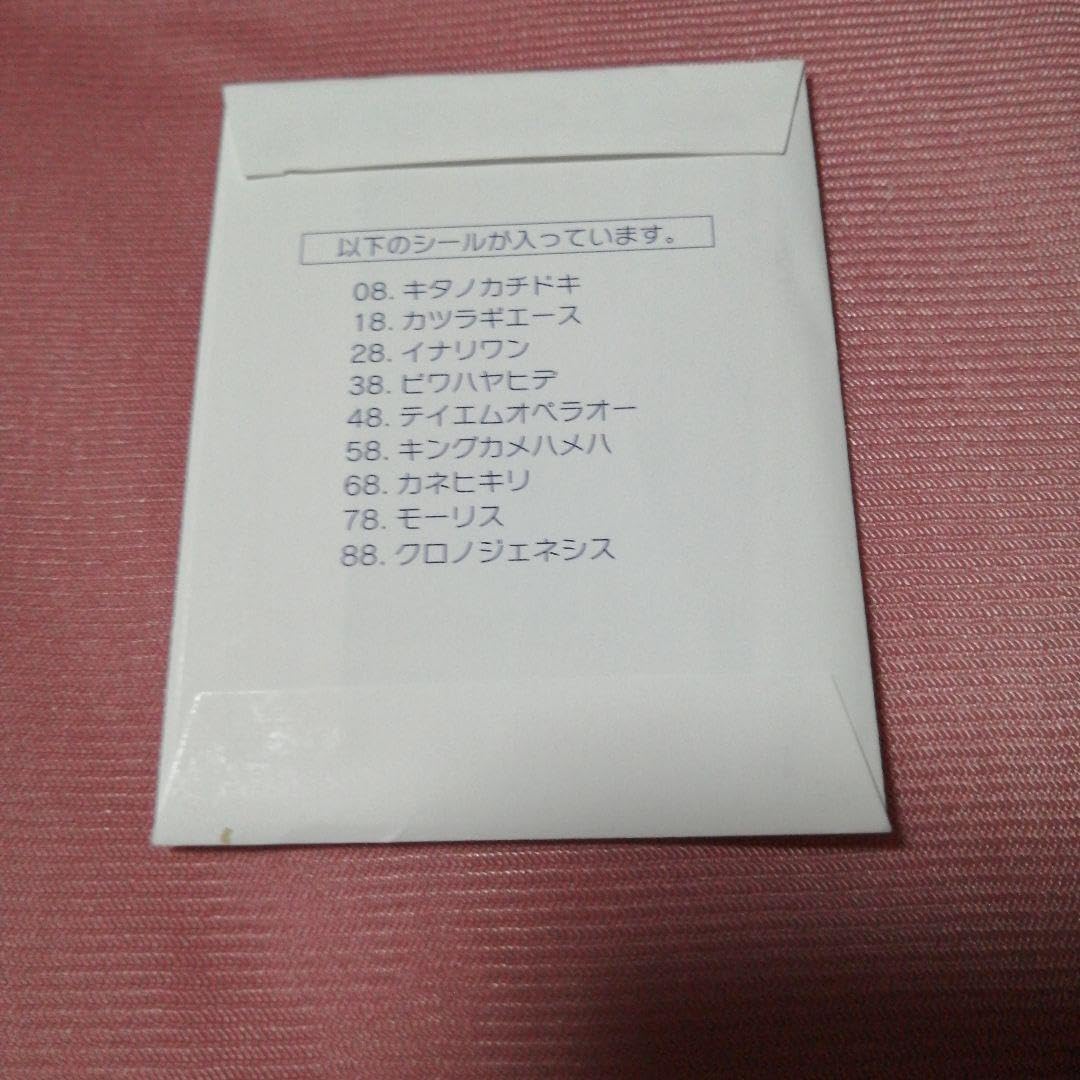 以下のシールが入っています。
08. キタノカチドキ
18. カツラギエース
28. イナリワン
38. ビワハヤヒデ
48. テイエムオペラオー
58. キングカメハメハ
68. カネヒキリ
78. モーリス
88. クロノジェネシス